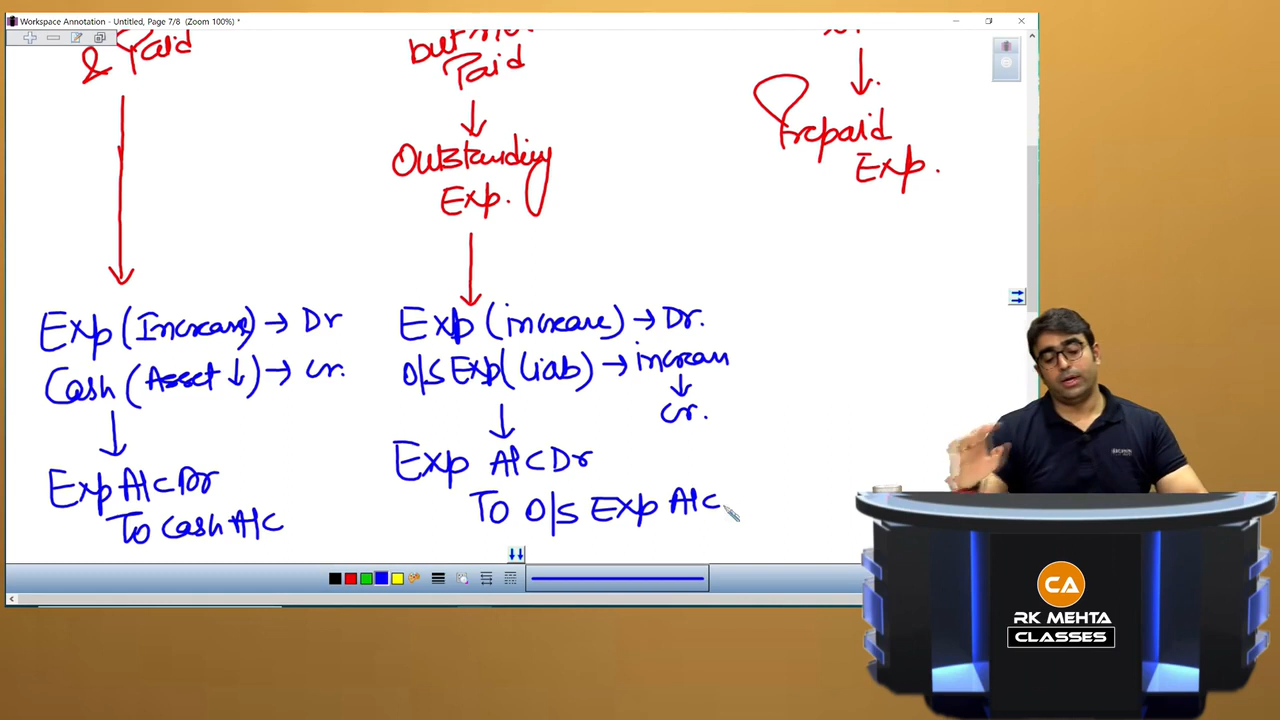 Workspace Annotation - Untitled, Page 7/8 (Zoom 100%) *
& Paid
but not
Paid
Outstanding
Exp.
Prepaid
Exp.
Exp (Increase) → Dr
Cash (Asset ↓) → Cr.
Exp A/C Dr
To Cash A/C
Exp (increase) → Dr.
O/S Exp (Liab) → increase
↓
Cr.
Exp A/C Dr
To O/S Exp A/C
CA
RK MEHTA
CLASSES